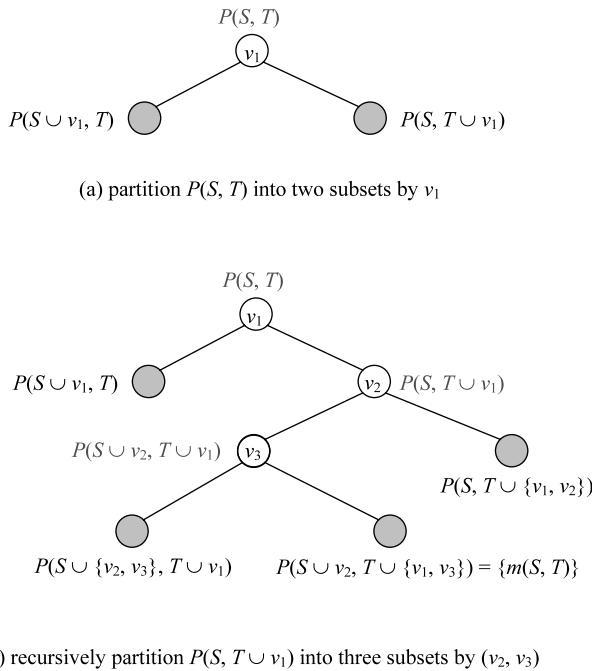 P(S, T)
v₁
P(S ∪ v₁, T)
P(S, T ∪ v₁)
(a) partition P(S, T) into two subsets by v₁
P(S, T)
v₁
P(S ∪ v₁, T)
v₂
P(S, T ∪ v₁)
P(S ∪ v₂, T ∪ v₁)
v₃
P(S, T ∪ {v₁, v₂})
P(S ∪ {v₂, v₃}, T ∪ v₁)
P(S ∪ v₂, T ∪ {v₁, v₃}) = {m(S, T)}
) recursively partition P(S, T ∪ v₁) into three subsets by (v₂, v₃)